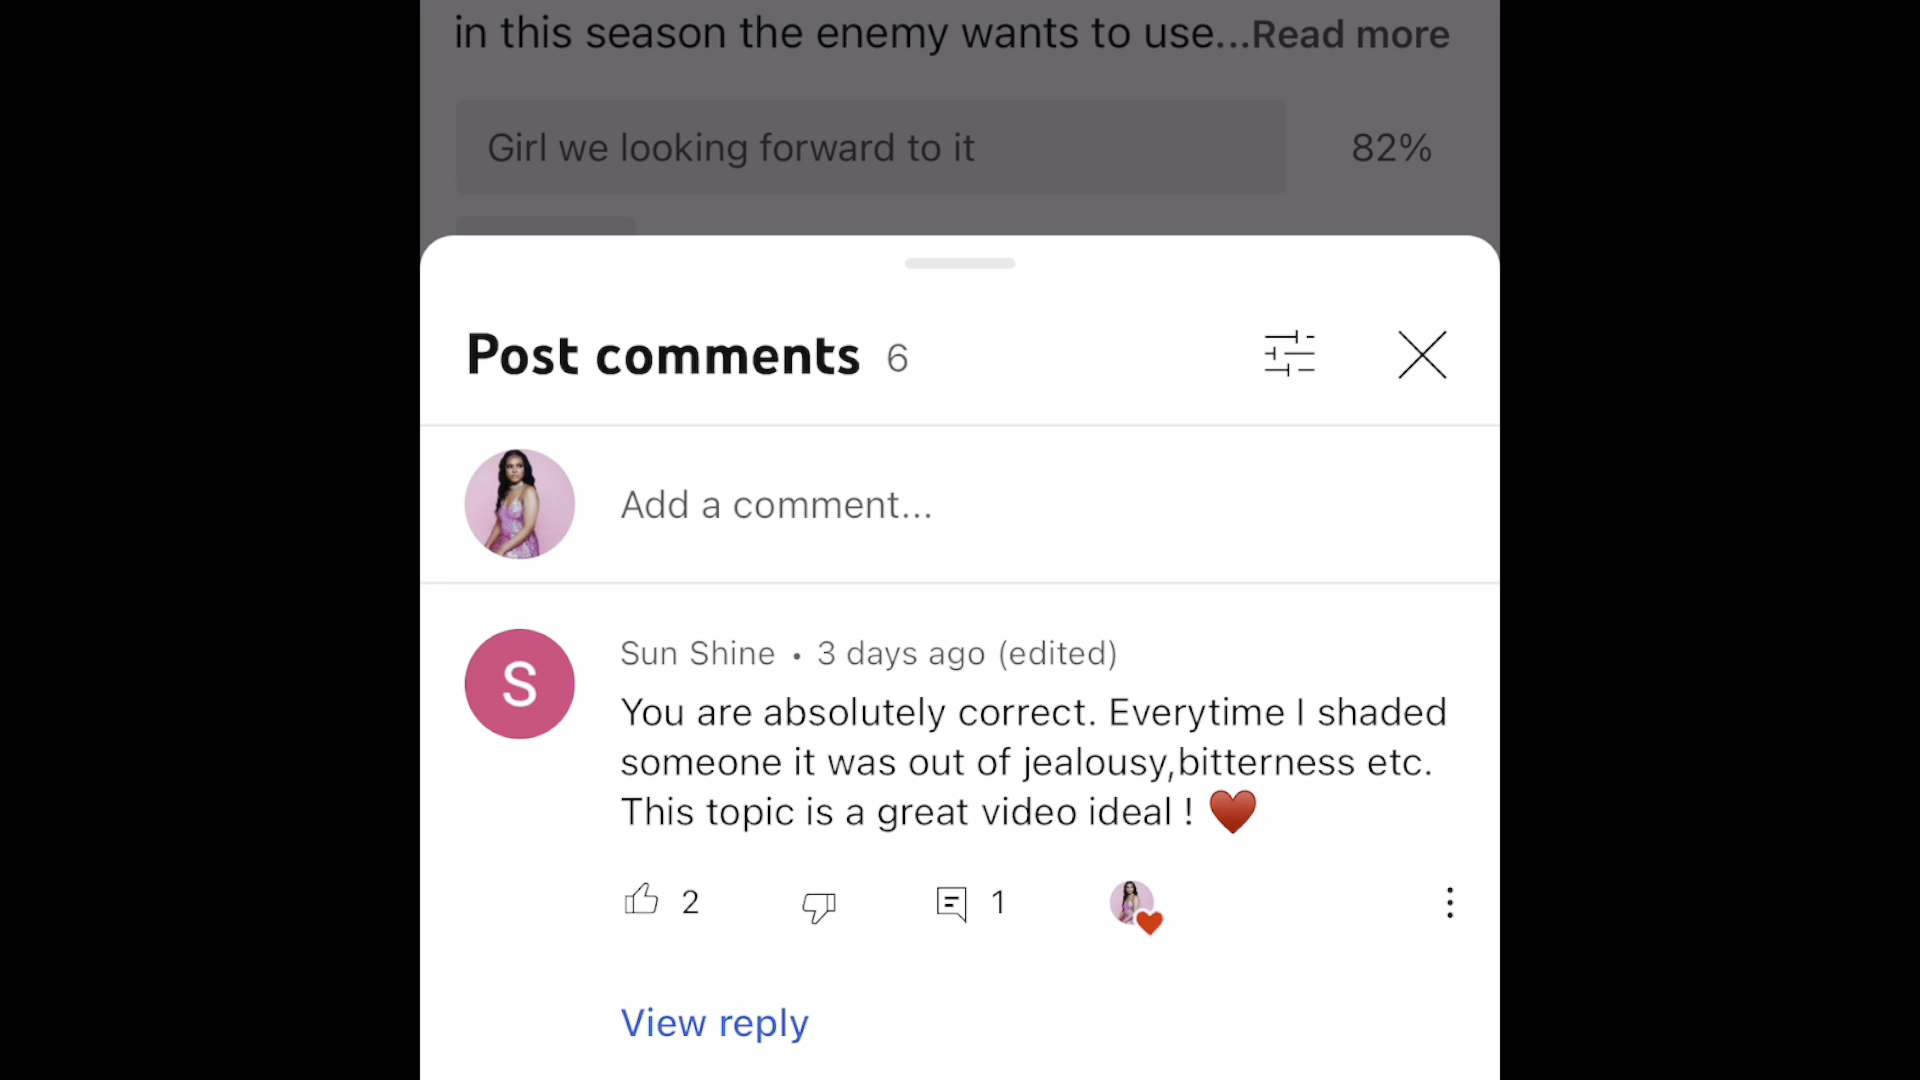 in this season the enemy wants to use...Read more
Girl we looking forward to it 82%
Post comments 6
Add a comment...
S
Sun Shine • 3 days ago (edited)
You are absolutely correct. Everytime I shaded
someone it was out of jealousy,bitterness etc.
This topic is a great video ideal ! ♥️
2 1
View reply